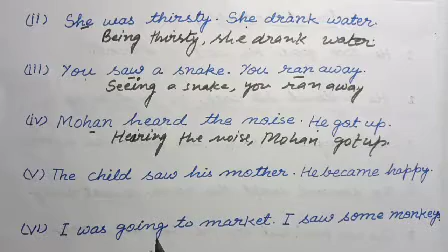 (ii) She was thirsty. She drank water.
Being thirsty, she drank water.
(iii) You saw a snake. You ran away.
Seeing a snake, you ran away
(iv) Mohan heard the noise. He got up.
Hearing the noise, Mohan got up.
(v) The child saw his mother. He became happy.
(vi) I was going to market. I saw some monkey